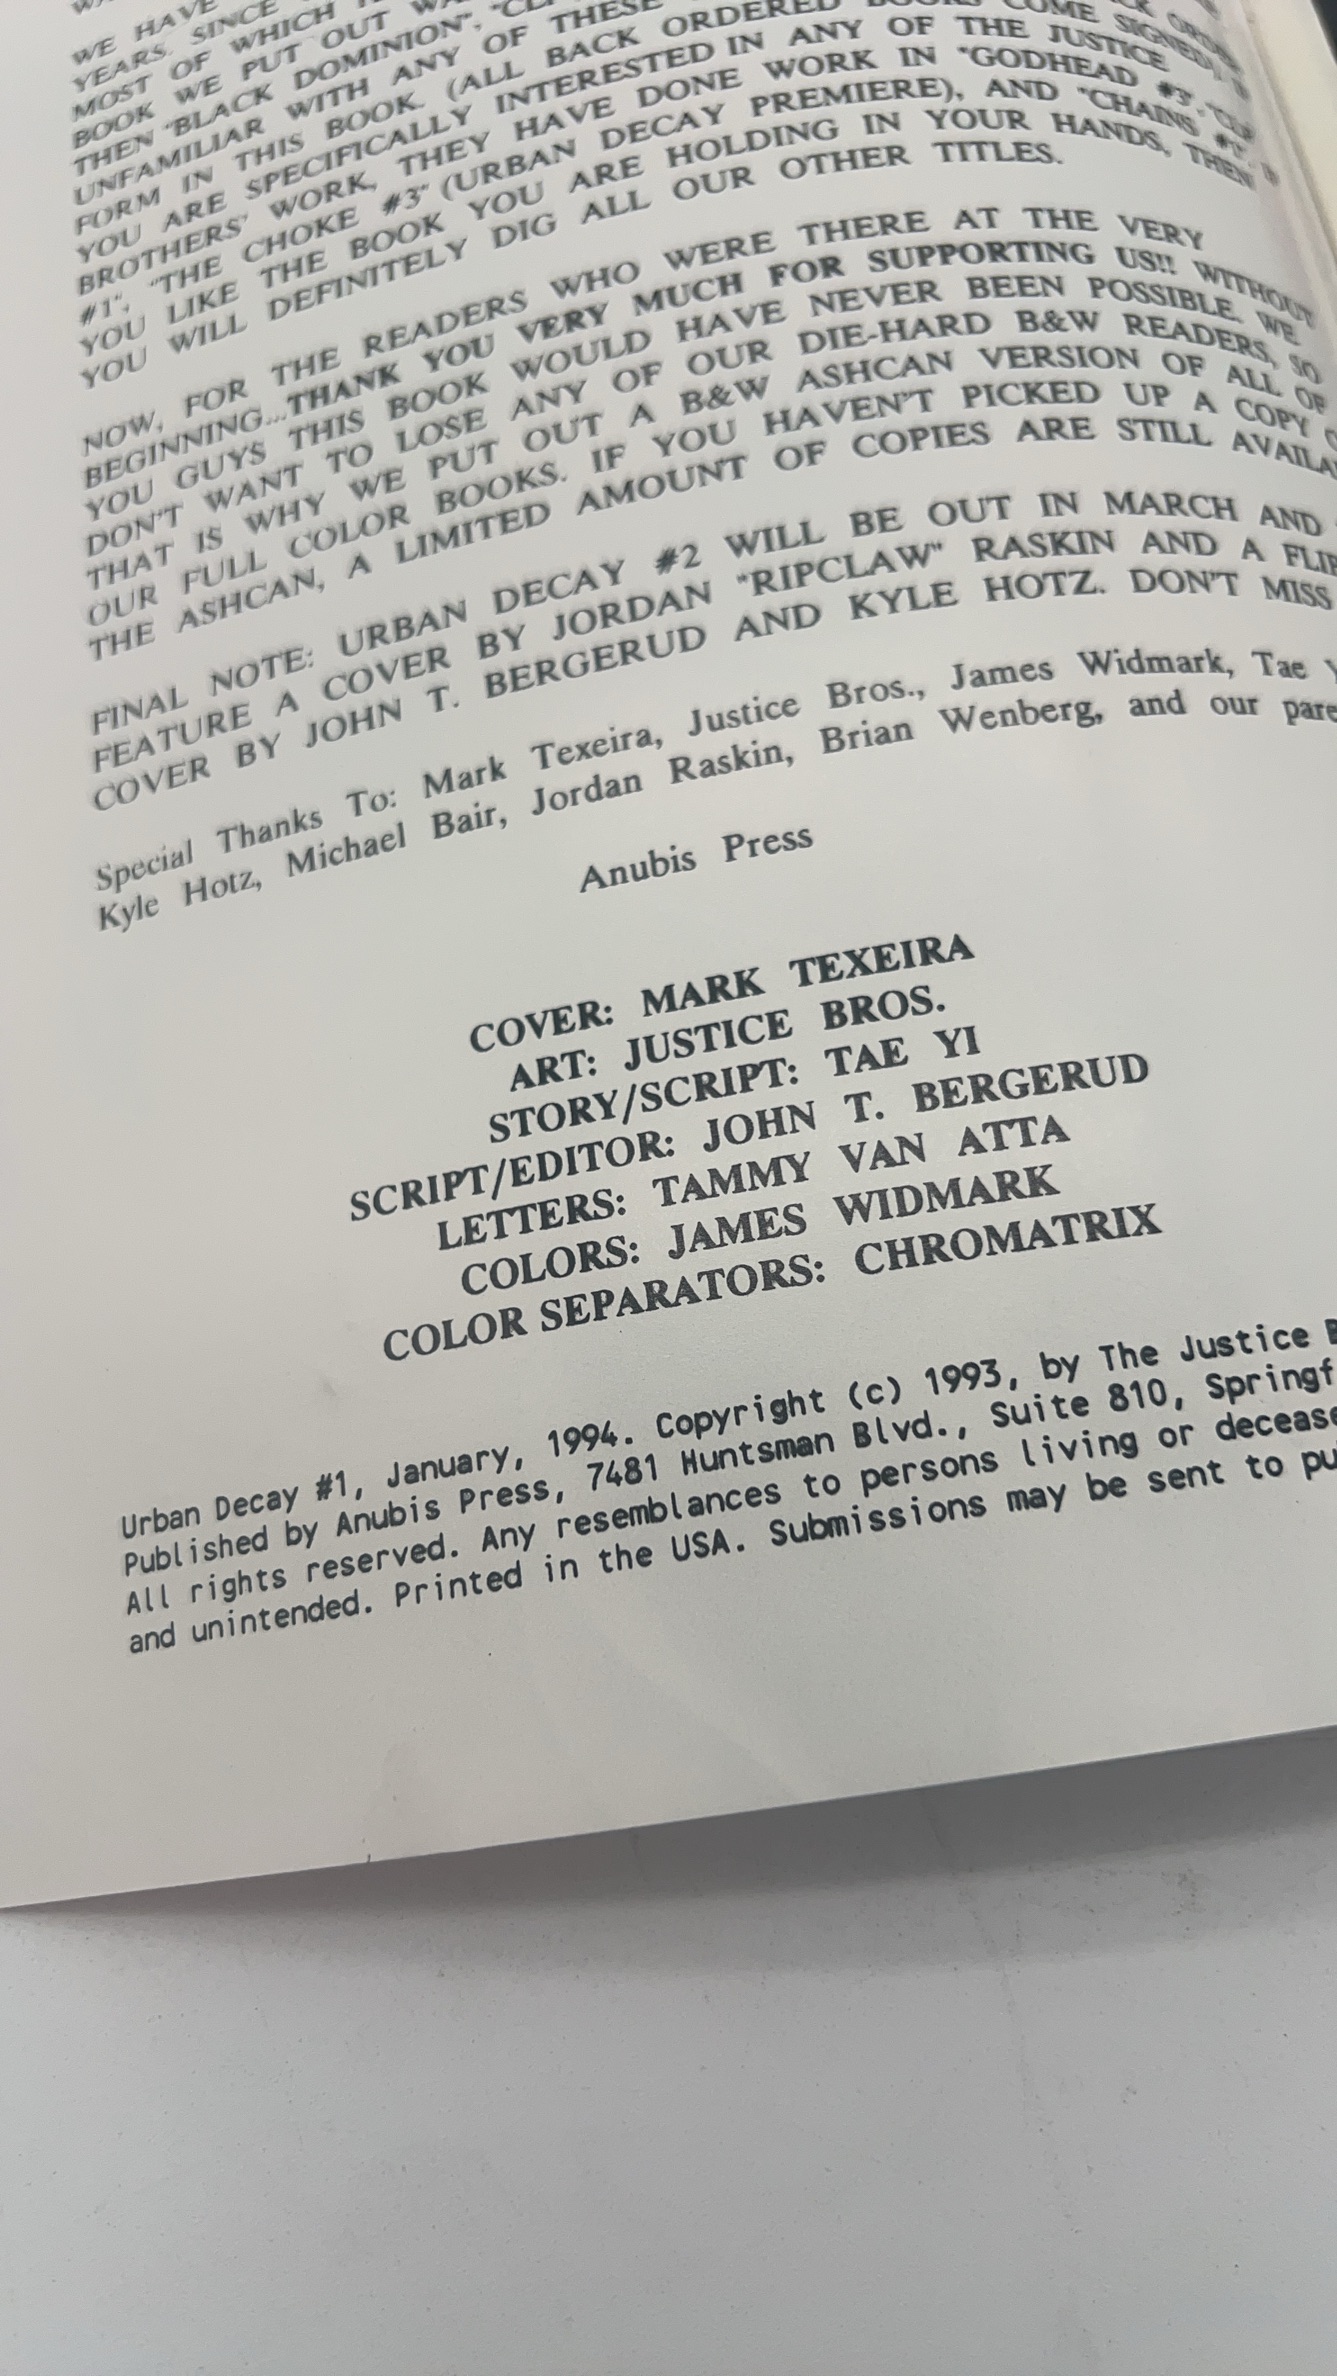 WE HAVE
YEARS. SINCE
MOST OF WHICH
BOOK WE PUT OUT
THEN "BLACK DOMINION",
UNFAMILIAR WITH ANY OF THESE
FORM IN THIS BOOK. (ALL BACK ORDERED COME SIGNED),
YOU ARE SPECIFICALLY INTERESTED IN ANY OF THE JUSTICE
BROTHERS' WORK, THEY HAVE DONE WORK IN "GODHEAD #3",
#1", "THE CHOKE #3" (URBAN DECAY PREMIERE), AND "CHAINS #1".
YOU LIKE THE BOOK YOU ARE HOLDING IN YOUR HANDS, THEN
YOU WILL DEFINITELY DIG ALL OUR OTHER TITLES.
NOW, FOR THE READERS WHO WERE THERE AT THE VERY
BEGINNING...THANK YOU VERY MUCH FOR SUPPORTING US!! WITHOUT
YOU GUYS THIS BOOK WOULD HAVE NEVER BEEN POSSIBLE. WE
DON'T WANT TO LOSE ANY OF OUR DIE-HARD B&W READERS, SO
THAT IS WHY WE PUT OUT A B&W ASHCAN VERSION OF ALL OF
OUR FULL COLOR BOOKS. IF YOU HAVEN'T PICKED UP A COPY
THE ASHCAN, A LIMITED AMOUNT OF COPIES ARE STILL AVAILA
FINAL NOTE: URBAN DECAY #2 WILL BE OUT IN MARCH AND
FEATURE A COVER BY JORDAN "RIPCLAW" RASKIN AND A FLIP
COVER BY JOHN T. BERGERUD AND KYLE HOTZ. DON'T MISS
Special Thanks To: Mark Texeira, Justice Bros., James Widmark, Tae Y
Kyle Hotz, Michael Bair, Jordan Raskin, Brian Wenberg, and our pare
Anubis Press
COVER: MARK TEXEIRA
ART: JUSTICE BROS.
STORY/SCRIPT: TAE YI
SCRIPT/EDITOR: JOHN T. BERGERUD
LETTERS: TAMMY VAN ATTA
COLORS: JAMES WIDMARK
COLOR SEPARATORS: CHROMATRIX
Urban Decay #1, January, 1994. Copyright (c) 1993, by The Justice B
Published by Anubis Press, 7481 Huntsman Blvd., Suite 810, Springf
All rights reserved. Any resemblances to persons living or decease
and unintended. Printed in the USA. Submissions may be sent to pu